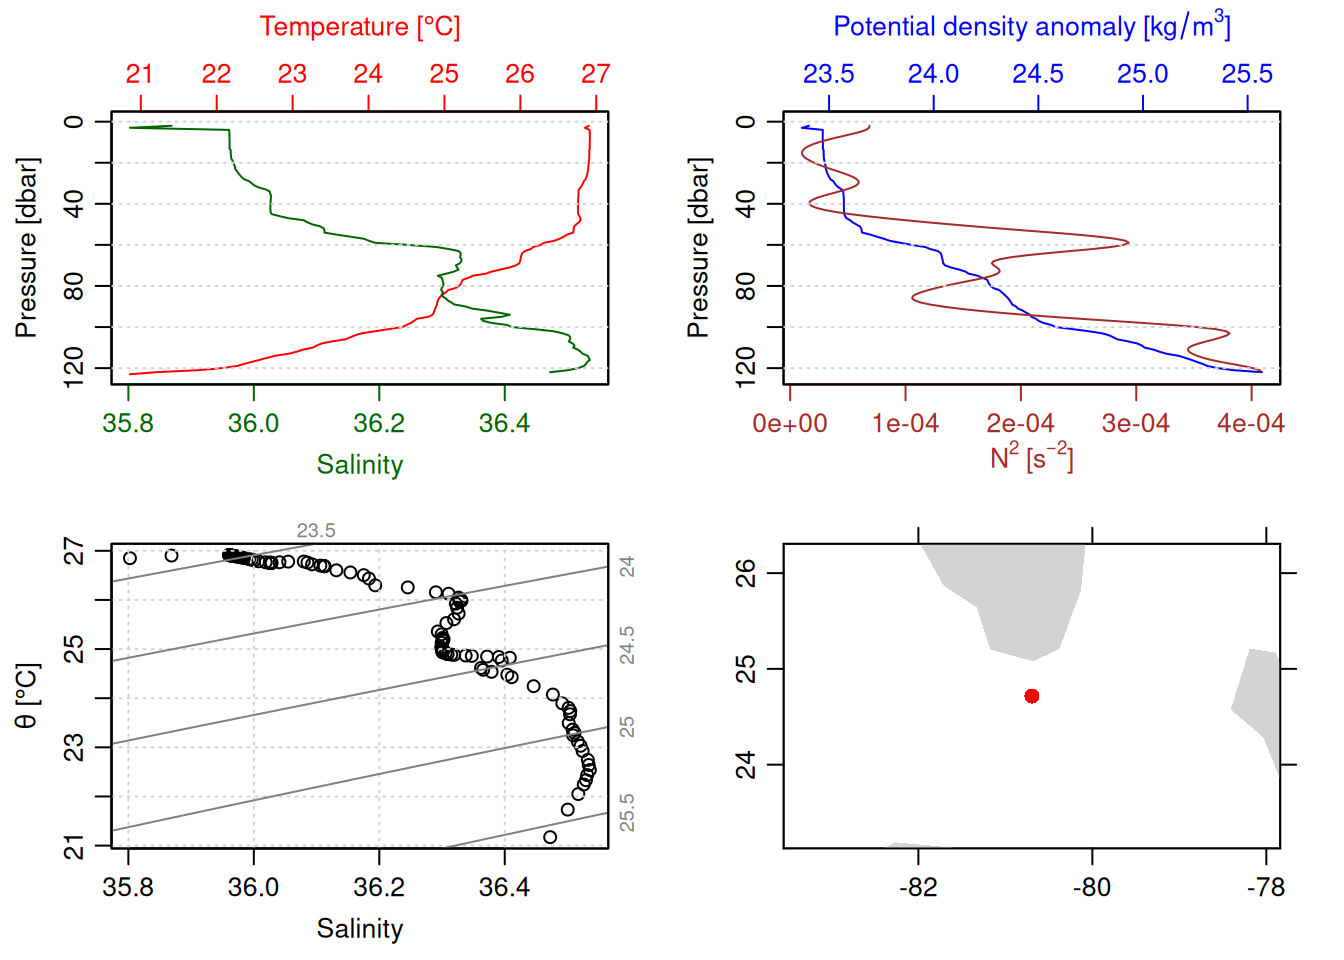 Temperature [°C]
21 22 23 24 25 26 27
Pressure [dbar]
0 40 80 120
35.8 36.0 36.2 36.4
Salinity
Potential density anomaly [kg/m³]
23.5 24.0 24.5 25.0 25.5
Pressure [dbar]
0 40 80 120
0e+00 1e-04 2e-04 3e-04 4e-04
N² [s⁻²]
23.5
24
24.5
25
25.5
θ [°C]
27 25 23 21
35.8 36.0 36.2 36.4
Salinity
26 25 24
-82 -80 -78